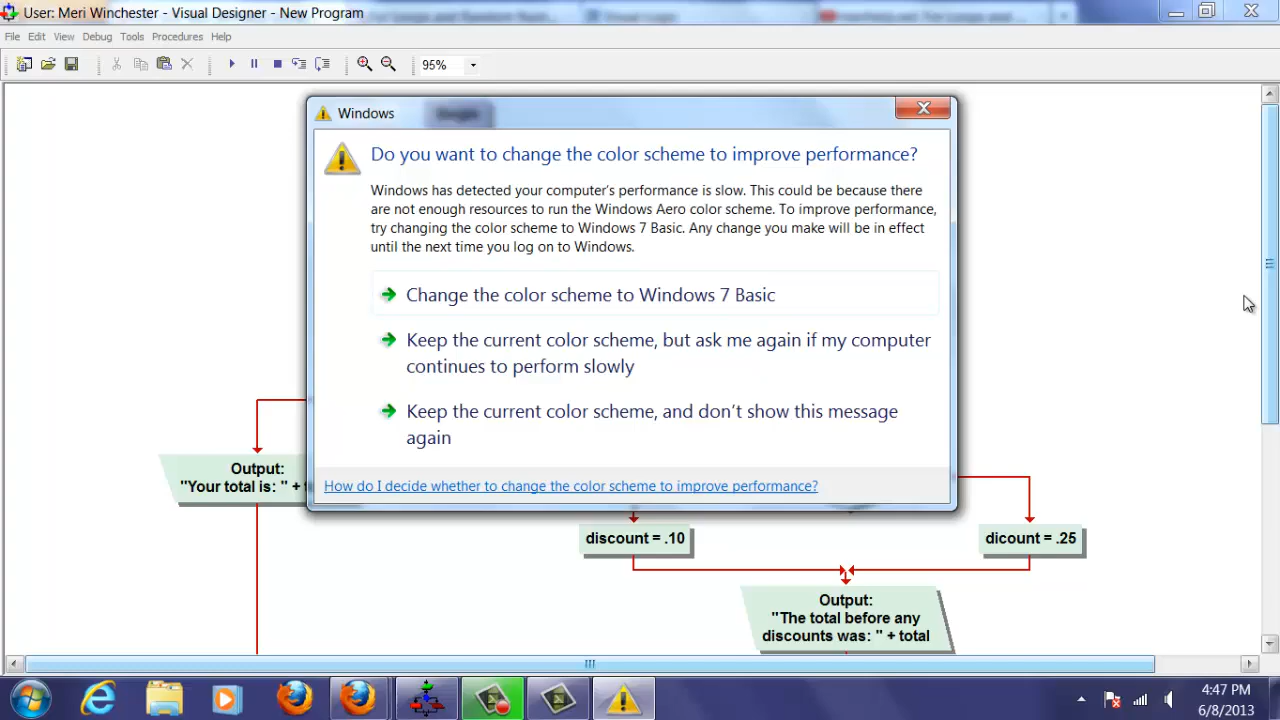 User: Meri Winchester - Visual Designer - New Program
File Edit View Debug Tools Procedures Help
95%
Windows
Do you want to change the color scheme to improve performance?
Windows has detected your computer's performance is slow. This could be because there
are not enough resources to run the Windows Aero color scheme. To improve performance,
try changing the color scheme to Windows 7 Basic. Any change you make will be in effect
until the next time you log on to Windows.
Change the color scheme to Windows 7 Basic
Keep the current color scheme, but ask me again if my computer
continues to perform slowly
Keep the current color scheme, and don't show this message
again
How do I decide whether to change the color scheme to improve performance?
Output:
"Your total is: " +
discount = .10
dicount = .25
Output:
"The total before any
discounts was: " + total
4:47 PM
6/8/2013